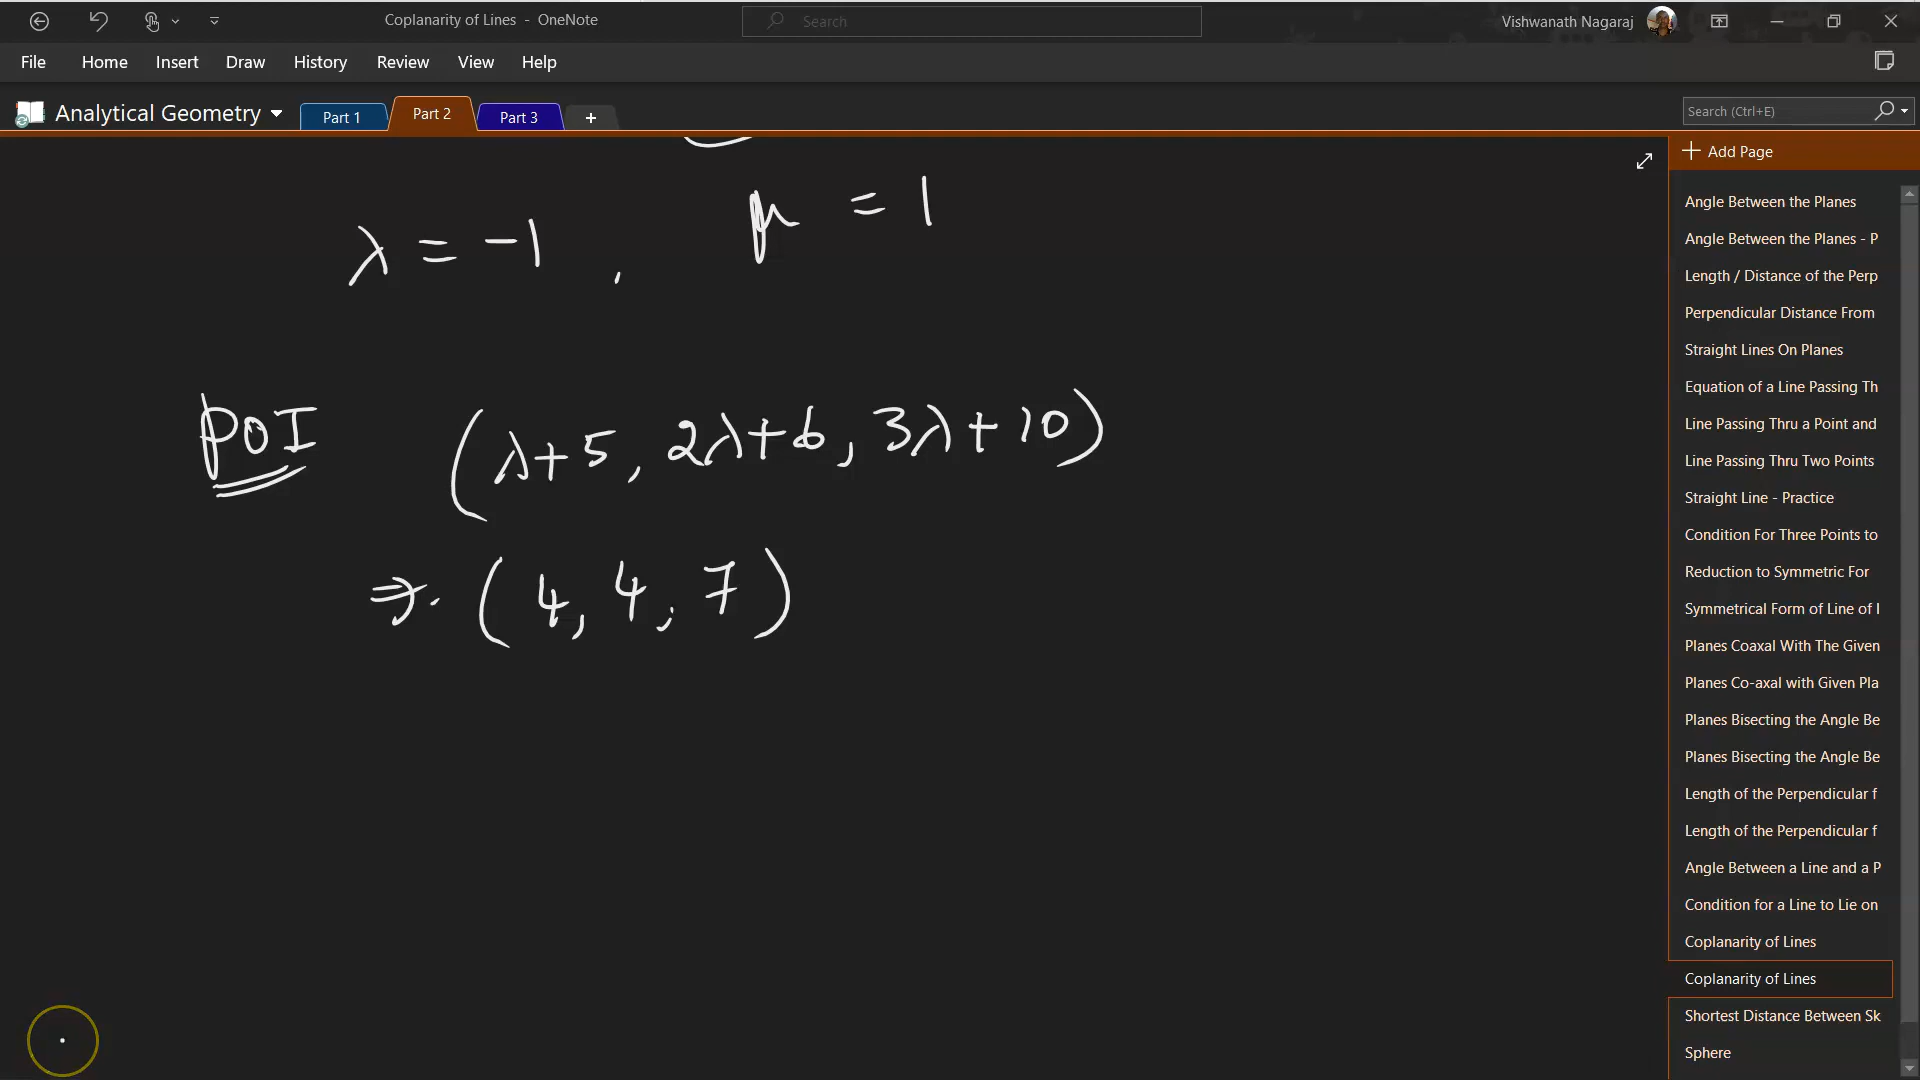 Coplanarity of Lines - OneNote
Search
Vishwanath Nagaraj
File Home Insert Draw History Review View Help
Analytical Geometry
Part 1
Part 2
Part 3
+
Search (Ctrl+E)
λ = -1 , μ = 1
POI (λ+5, 2λ+6, 3λ+10)
⇒. (4, 4, 7)
Add Page
Angle Between the Planes
Angle Between the Planes - P
Length / Distance of the Perp
Perpendicular Distance From
Straight Lines On Planes
Equation of a Line Passing Th
Line Passing Thru a Point and
Line Passing Thru Two Points
Straight Line - Practice
Condition For Three Points to
Reduction to Symmetric For
Symmetrical Form of Line of I
Planes Coaxal With The Given
Planes Co-axal with Given Pla
Planes Bisecting the Angle Be
Planes Bisecting the Angle Be
Length of the Perpendicular f
Length of the Perpendicular f
Angle Between a Line and a P
Condition for a Line to Lie on
Coplanarity of Lines
Coplanarity of Lines
Shortest Distance Between Sk
Sphere